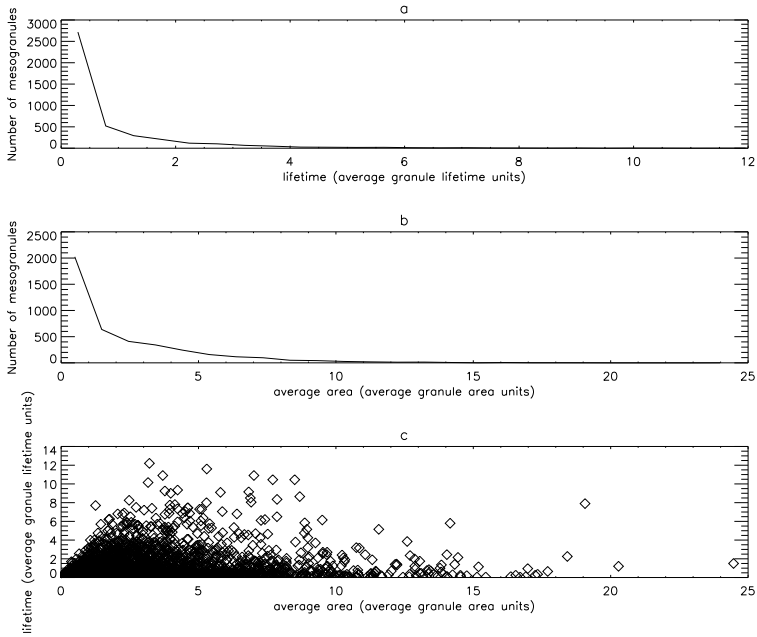 a
Number of mesogranules
3000
2500
2000
1500
1000
500
0
0 2 4 6 8 10 12
lifetime (average granule lifetime units)
b
Number of mesogranules
2500
2000
1500
1000
500
0
0 5 10 15 20 25
average area (average granule area units)
c
lifetime (average granule lifetime units)
14
12
10
8
6
4
2
0
0 5 10 15 20 25
average area (average granule area units)